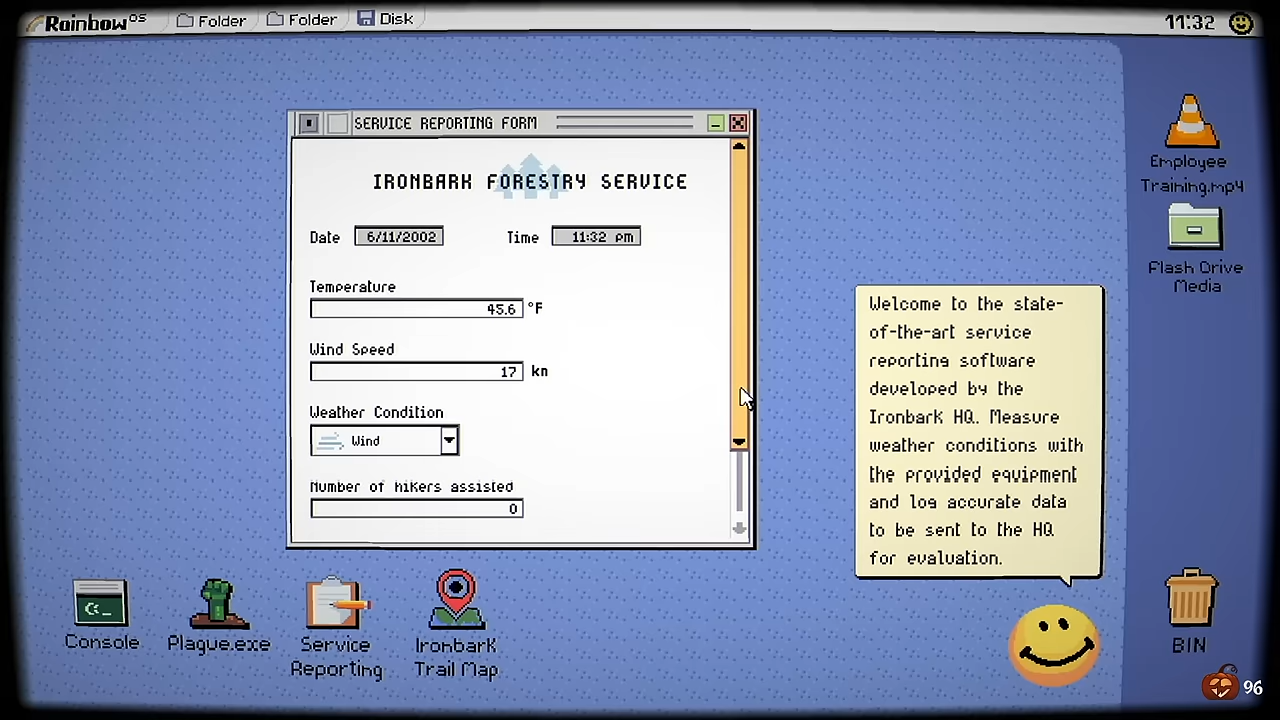 RainbowOS
Folder
Folder
Disk
11:32
SERVICE REPORTING FORM
IRONBARK FORESTRY SERVICE
Date 6/11/2002 Time 11:32 pm
Temperature
45.6 °F
Wind Speed
17 kn
Weather Condition
Wind
Number of hikers assisted
0
Welcome to the state-
of-the-art service
reporting software
developed by the
Ironbark HQ. Measure
weather conditions with
the provided equipment
and log accurate data
to be sent to the HQ
for evaluation.
Employee
Training.mp4
Flash Drive
Media
Console
Plague.exe
Service
Reporting
Ironbark
Trail Map
BIN
96